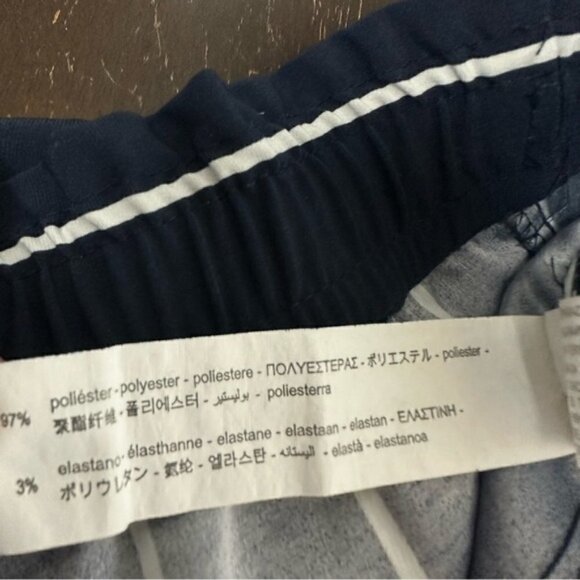 97% poliéster-polyester - poliestere - ΠΟΛΥΕΣΤΕΡΑΣ - ポリエステル - poliester -
聚酯纤维 - 폴리에스터 - بوليستير - poliesterra
3% elastano - élasthanne - elastane - elastaan - elastan - ΕΛΑΣΤΙΝΗ -
ポリウレタン - 氨纶 - 엘라스탄 - اليستانه - elastà - elastanoa